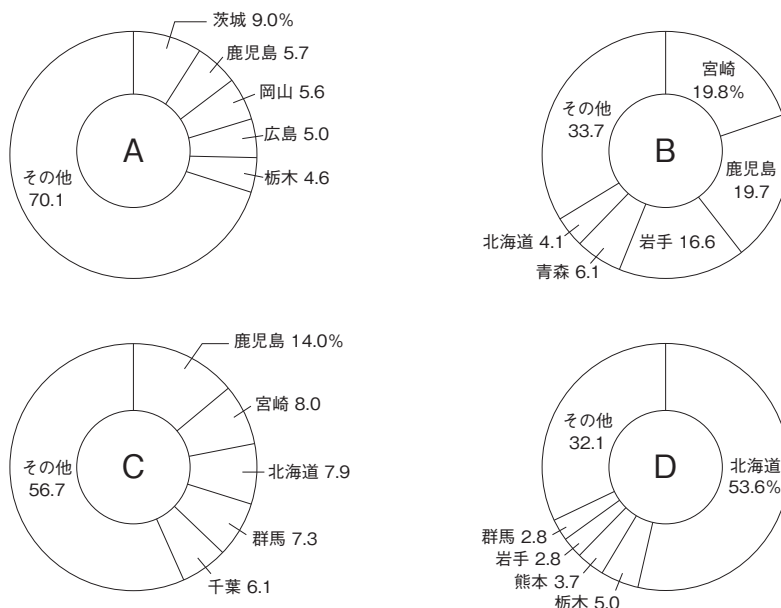 茨城 9.0%
鹿児島 5.7
岡山 5.6
広島 5.0
栃木 4.6
その他
70.1
A
宮崎
19.8%
鹿児島
19.7
岩手 16.6
青森 6.1
北海道 4.1
その他
33.7
B
鹿児島 14.0%
宮崎 8.0
北海道 7.9
群馬 7.3
千葉 6.1
その他
56.7
C
北海道
53.6%
栃木 5.0
熊本 3.7
岩手 2.8
群馬 2.8
その他
32.1
D